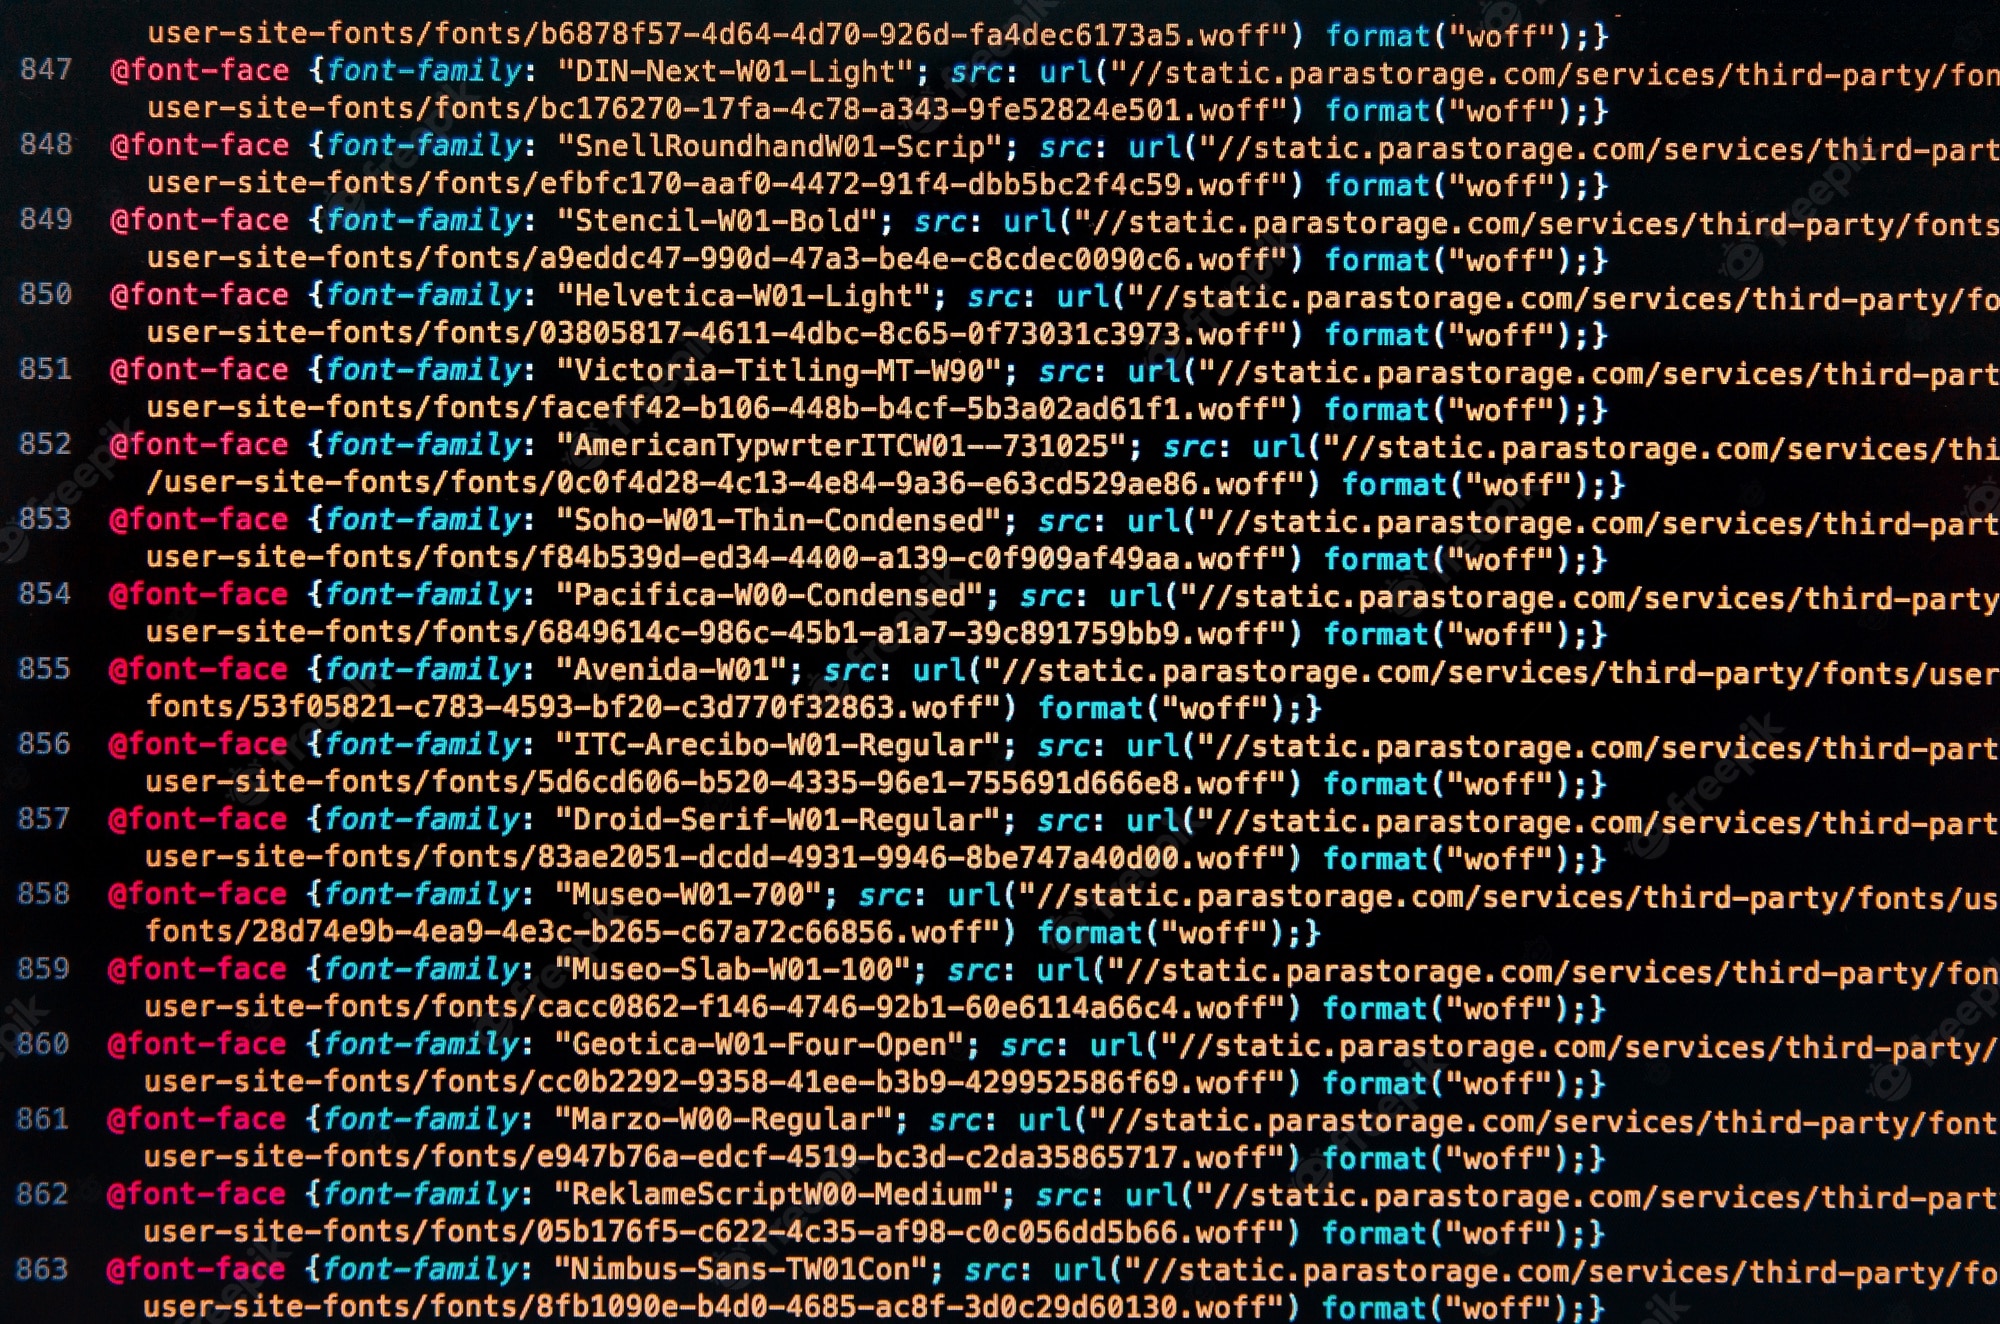 user-site-fonts/fonts/b6878f57-4d64-4d70-926d-fa4dec6173a5.woff") format("woff");}
847 @font-face {font-family: "DIN-Next-W01-Light"; src: url("//static.parastorage.com/services/third-party/fon
user-site-fonts/fonts/bc176270-17fa-4c78-a343-9fe52824e501.woff") format("woff");}
848 @font-face {font-family: "SnellRoundhandW01-Scrip"; src: url("//static.parastorage.com/services/third-part
user-site-fonts/fonts/efbfc170-aaf0-4472-91f4-dbb5bc2f4c59.woff") format("woff");}
849 @font-face {font-family: "Stencil-W01-Bold"; src: url("//static.parastorage.com/services/third-party/fonts
user-site-fonts/fonts/a9eddc47-990d-47a3-be4e-c8cdec0090c6.woff") format("woff");}
850 @font-face {font-family: "Helvetica-W01-Light"; src: url("//static.parastorage.com/services/third-party/fo
user-site-fonts/fonts/03805817-4611-4dbc-8c65-0f73031c3973.woff") format("woff");}
851 @font-face {font-family: "Victoria-Titling-MT-W90"; src: url("//static.parastorage.com/services/third-part
user-site-fonts/fonts/faceff42-b106-448b-b4cf-5b3a02ad61f1.woff") format("woff");}
852 @font-face {font-family: "AmericanTypwrterITCW01--731025"; src: url("//static.parastorage.com/services/thi
/user-site-fonts/fonts/0c0f4d28-4c13-4e84-9a36-e63cd529ae86.woff") format("woff");}
853 @font-face {font-family: "Soho-W01-Thin-Condensed"; src: url("//static.parastorage.com/services/third-part
user-site-fonts/fonts/f84b539d-ed34-4400-a139-c0f909af49aa.woff") format("woff");}
854 @font-face {font-family: "Pacifica-W00-Condensed"; src: url("//static.parastorage.com/services/third-party
user-site-fonts/fonts/6849614c-986c-45b1-a1a7-39c891759bb9.woff") format("woff");}
855 @font-face {font-family: "Avenida-W01"; src: url("//static.parastorage.com/services/third-party/fonts/user
fonts/53f05821-c783-4593-bf20-c3d770f32863.woff") format("woff");}
856 @font-face {font-family: "ITC-Arecibo-W01-Regular"; src: url("//static.parastorage.com/services/third-part
user-site-fonts/fonts/5d6cd606-b520-4335-96e1-755691d666e8.woff") format("woff");}
857 @font-face {font-family: "Droid-Serif-W01-Regular"; src: url("//static.parastorage.com/services/third-part
user-site-fonts/fonts/83ae2051-dcdd-4931-9946-8be747a40d00.woff") format("woff");}
858 @font-face {font-family: "Museo-W01-700"; src: url("//static.parastorage.com/services/third-party/fonts/us
fonts/28d74e9b-4ea9-4e3c-b265-c67a72c66856.woff") format("woff");}
859 @font-face {font-family: "Museo-Slab-W01-100"; src: url("//static.parastorage.com/services/third-party/fon
user-site-fonts/fonts/cacc0862-f146-4746-92b1-60e6114a66c4.woff") format("woff");}
860 @font-face {font-family: "Geotica-W01-Four-Open"; src: url("//static.parastorage.com/services/third-party/
user-site-fonts/fonts/cc0b2292-9358-41ee-b3b9-429952586f69.woff") format("woff");}
861 @font-face {font-family: "Marzo-W00-Regular"; src: url("//static.parastorage.com/services/third-party/font
user-site-fonts/fonts/e947b76a-edcf-4519-bc3d-c2da35865717.woff") format("woff");}
862 @font-face {font-family: "ReklameScriptW00-Medium"; src: url("//static.parastorage.com/services/third-part
user-site-fonts/fonts/05b176f5-c622-4c35-af98-c0c056dd5b66.woff") format("woff");}
863 @font-face {font-family: "Nimbus-Sans-TW01Con"; src: url("//static.parastorage.com/services/third-party/fo
user-site-fonts/fonts/8fb1090e-b4d0-4685-ac8f-3d0c29d60130.woff") format("woff");}